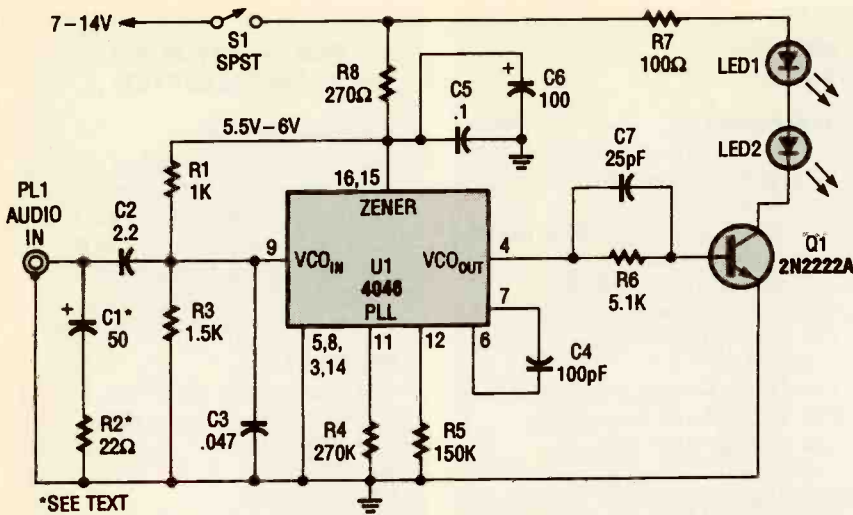 7–14V
S1
SPST
R8
270Ω
R7
100Ω
LED1
LED2
C5
.1
+
C6
100
5.5V–6V
R1
1K
PL1
AUDIO
IN
C2
2.2
16,15
ZENER
9
VCOIN
U1
4046
PLL
VCOOUT
4
C7
25pF
R6
5.1K
Q1
2N2222A
+
C1*
50
R3
1.5K
5,8,
3,14
11
12
6
7
C4
100pF
R2*
22Ω
C3
.047
R4
270K
R5
150K
*SEE TEXT